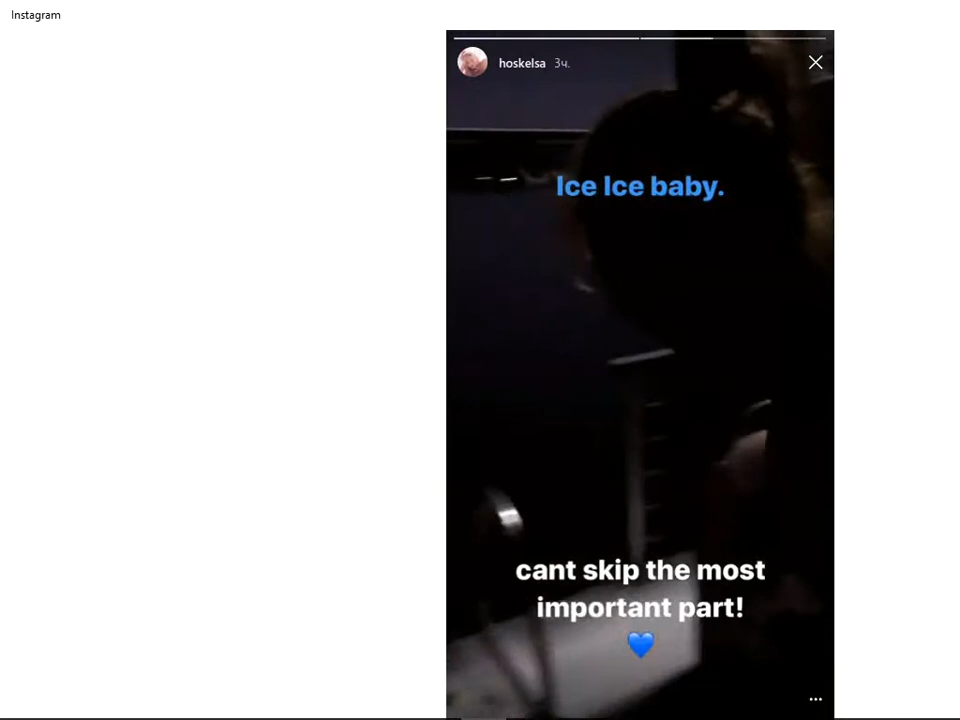 Instagram
hoskelsa 3ч.
Ice Ice baby.
cant skip the most
important part!
💙